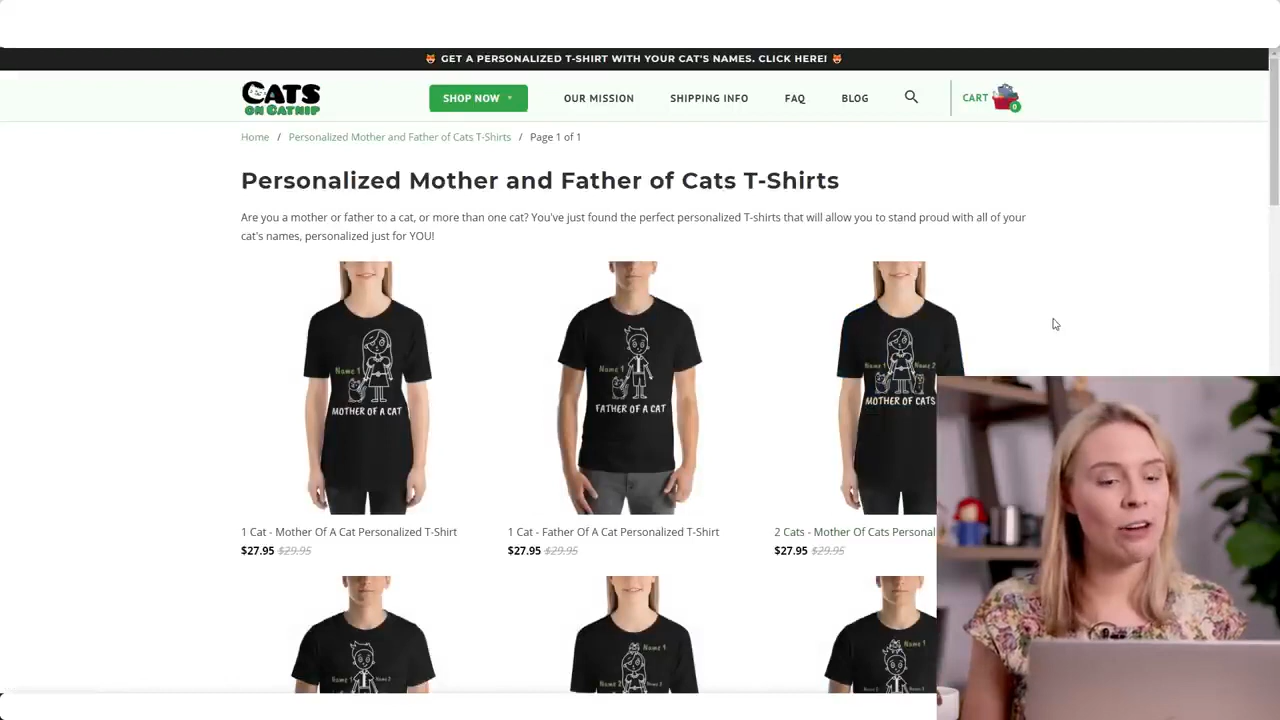 GET A PERSONALIZED T-SHIRT WITH YOUR CAT'S NAMES. CLICK HERE!
CATS
ON CATNIP
SHOP NOW
OUR MISSION
SHIPPING INFO
FAQ
BLOG
CART
0
Home / Personalized Mother and Father of Cats T-Shirts / Page 1 of 1
Personalized Mother and Father of Cats T-Shirts
Are you a mother or father to a cat, or more than one cat? You've just found the perfect personalized T-shirts that will allow you to stand proud with all of your
cat's names, personalized just for YOU!
Name 1
MOTHER OF A CAT
Name 1
FATHER OF A CAT
Name 1
Name 2
MOTHER OF CATS
1 Cat - Mother Of A Cat Personalized T-Shirt
$27.95 $29.95
1 Cat - Father Of A Cat Personalized T-Shirt
$27.95 $29.95
2 Cats - Mother Of Cats Personal
$27.95 $29.95
Name 1
Name 2
Name 1
Name 2
Name 1